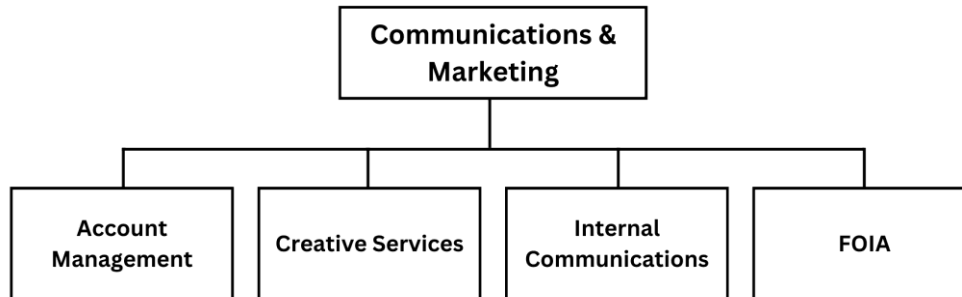 Communications &
Marketing
Account
Management
Creative Services
Internal
Communications
FOIA